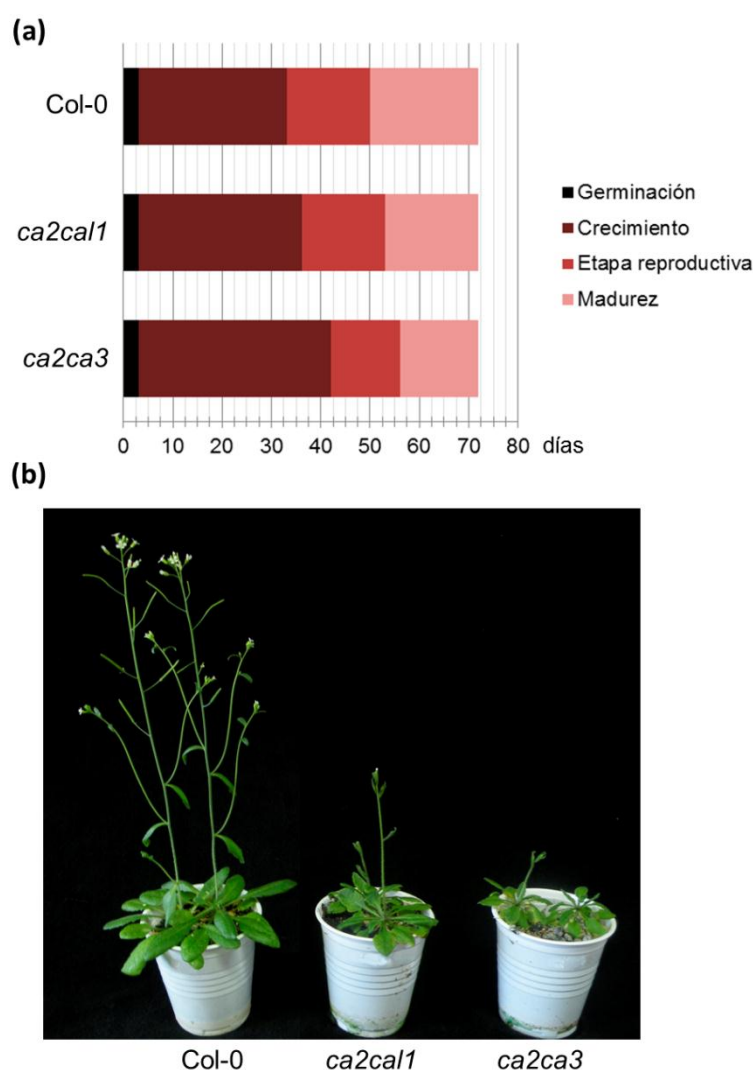 (a)
Col-0
ca2cal1
ca2ca3
Germinación
Crecimiento
Etapa reproductiva
Madurez
0 10 20 30 40 50 60 70 80 días
(b)
Col-0 ca2cal1 ca2ca3